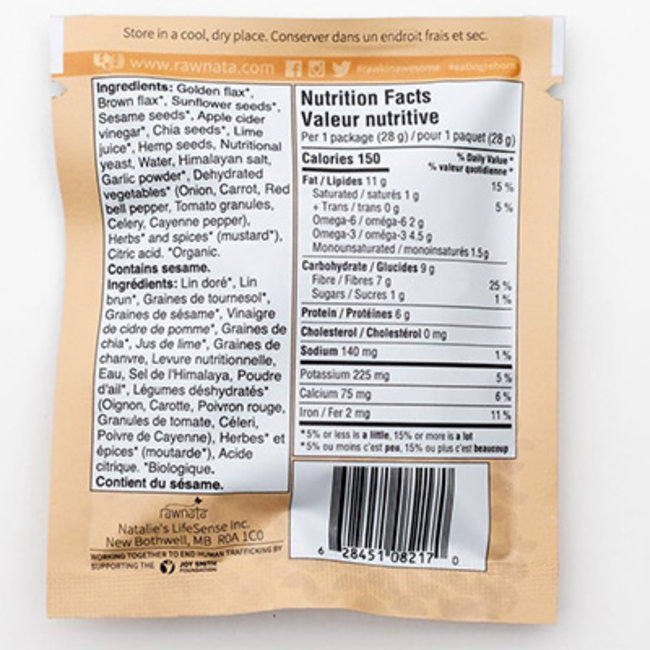 Store in a cool, dry place. Conserver dans un endroit frais et sec.
www.rawnata.com #rawkinawesome #eatingreborn
Ingredients: Golden flax*,
Brown flax*, Sunflower seeds*,
Sesame seeds*, Apple cider
vinegar*, Chia seeds*, Lime
juice*, Hemp seeds, Nutritional
yeast, Water, Himalayan salt,
Garlic powder*, Dehydrated
vegetables* (Onion, Carrot, Red
bell pepper, Tomato granules,
Celery, Cayenne pepper),
Herbs* and spices* (mustard*),
Citric acid. *Organic.
Contains sesame.
Ingrédients: Lin doré*, Lin
brun*, Graines de tournesol*,
Graines de sésame*, Vinaigre
de cidre de pomme*, Graines de
chia*, Jus de lime*, Graines de
chanvre, Levure nutritionnelle,
Eau, Sel de l'Himalaya, Poudre
d'ail*, Légumes déshydratés*
(Oignon, Carotte, Poivron rouge,
Granules de tomate, Céleri,
Poivre de Cayenne), Herbes* et
épices* (moutarde*), Acide
citrique. *Biologique.
Contient du sésame.
rawnata
Natalie's LifeSense Inc.
New Bothwell, MB R0A 1C0
WORKING TOGETHER TO END HUMAN TRAFFICKING BY
SUPPORTING THE JOY SMITH
FOUNDATION
Nutrition Facts
Valeur nutritive
Per 1 package (28 g) / pour 1 paquet (28 g)
Calories 150 % Daily Value*
% valeur quotidienne*
Fat / Lipides 11 g 15 %
Saturated / saturés 1 g
+ Trans / trans 0 g 5 %
Omega-6 / oméga-6 2 g
Omega-3 / oméga-3 4.5 g
Monounsaturated / monoinsaturés 1.5 g
Carbohydrate / Glucides 9 g
Fibre / Fibres 7 g 25 %
Sugars / Sucres 1 g 1 %
Protein / Protéines 6 g
Cholesterol / Cholestérol 0 mg
Sodium 140 mg 1 %
Potassium 225 mg 5 %
Calcium 75 mg 6 %
Iron / Fer 2 mg 11 %
*5% or less is a little, 15% or more is a lot
*5% ou moins c'est peu, 15% ou plus c'est beaucoup
6 28451 08217 0